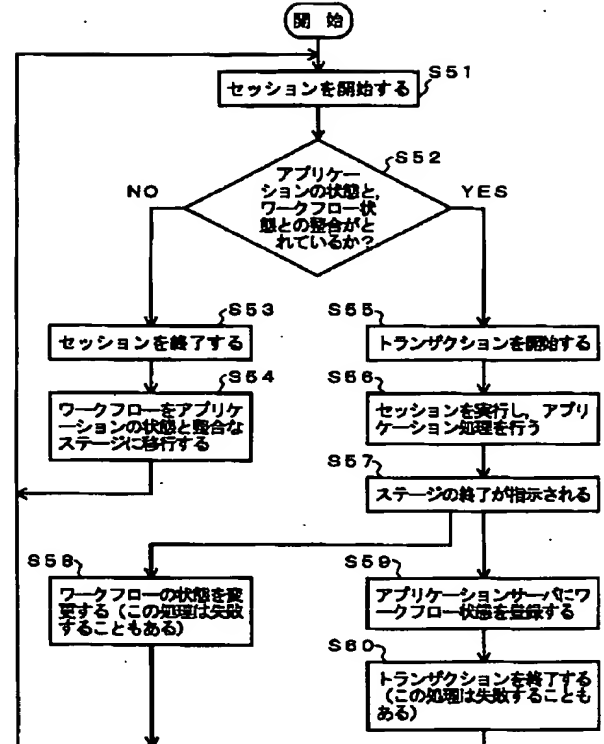 開 始
S51
セッションを開始する
S52
アプリケー
ションの状態と,
ワークフロー状
態との整合がと
れているか?
NO
YES
S53
セッションを終了する
S54
ワークフローをアプリケ
ーションの状態と整合な
ステージに移行する
S55
トランザクションを開始する
S56
セッションを実行し, アプリ
ケーション処理を行う
S57
ステージの終了が指示される
S58
ワークフローの状態を変
更する(この処理は失敗
することもある)
S59
アプリケーションサーバにワ
ークフロー状態を登録する
S60
トランザクションを終了する
(この処理は失敗することも
ある)